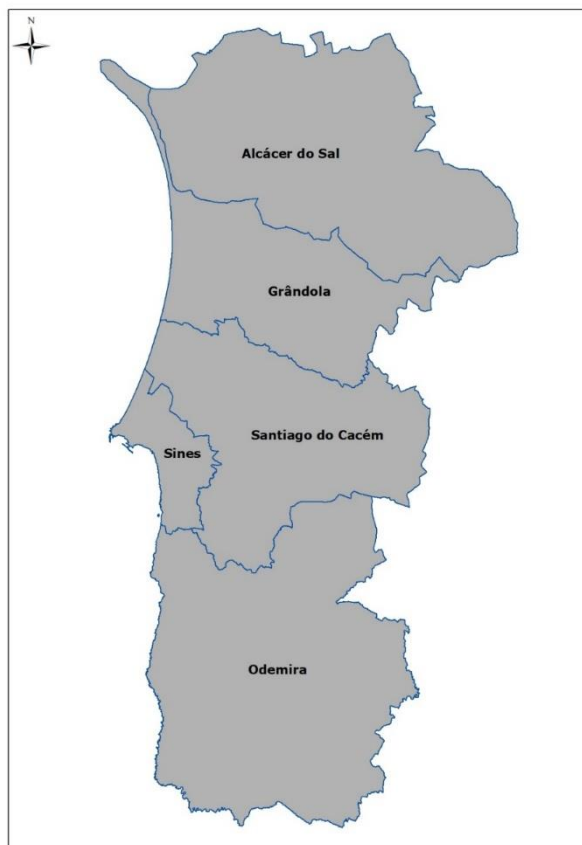 N
Alcácer do Sal
Grândola
Santiago do Cacém
Sines
Odemira